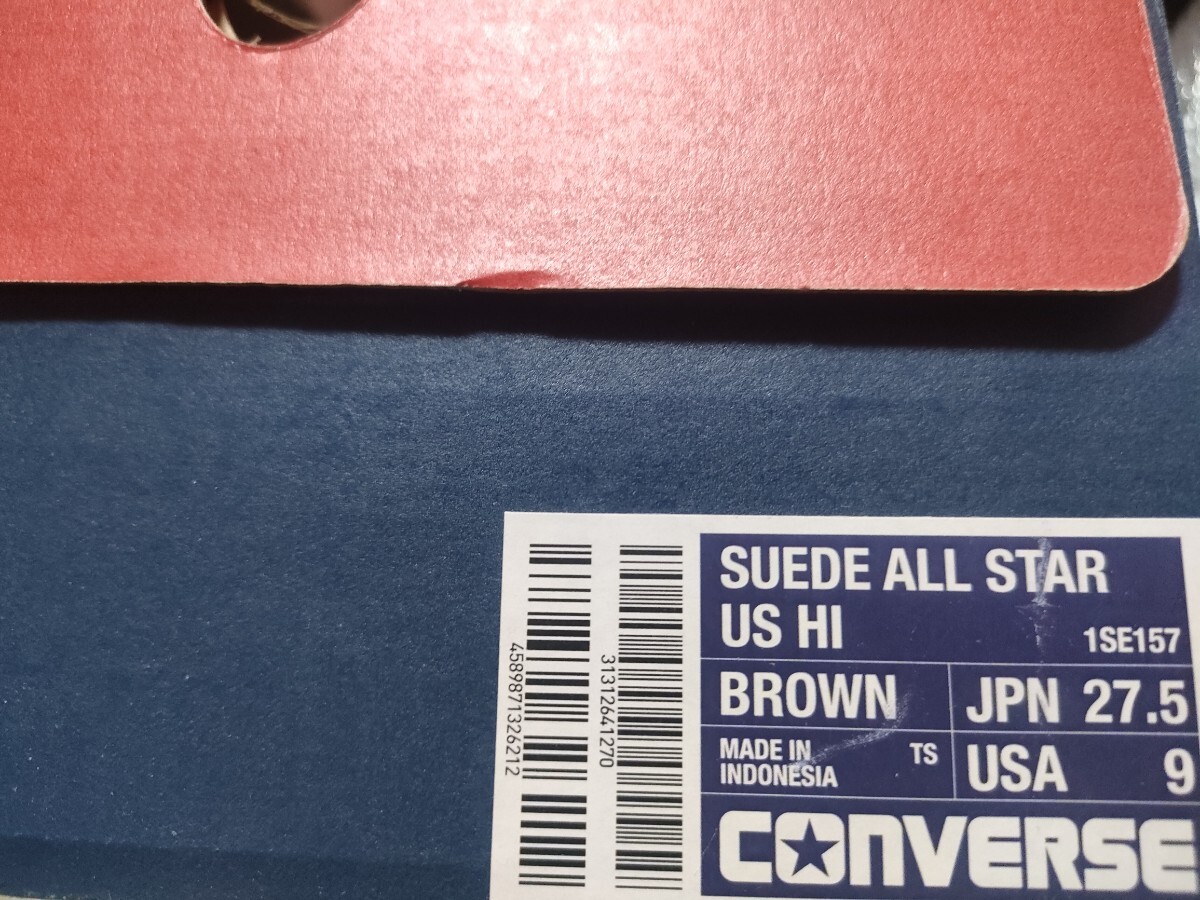 SUEDE ALL STAR
US HI
1SE157
BROWN
JPN 27.5
MADE IN
INDONESIA
TS
USA 9
CONVERSE
4589871326212
31312641270